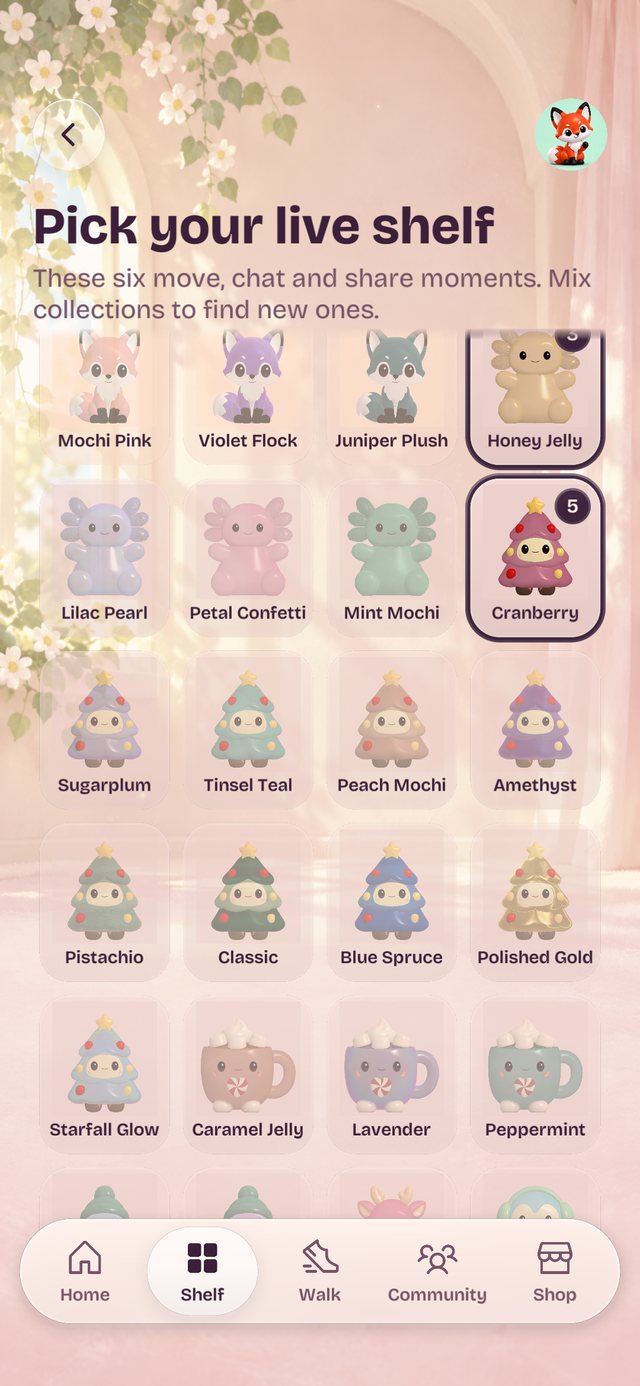 Pick your live shelf
These six move, chat and share moments. Mix
collections to find new ones.
Mochi Pink
Violet Flock
Juniper Plush
Honey Jelly
Lilac Pearl
Petal Confetti
Mint Mochi
5
Cranberry
Sugarplum
Tinsel Teal
Peach Mochi
Amethyst
Pistachio
Classic
Blue Spruce
Polished Gold
Starfall Glow
Caramel Jelly
Lavender
Peppermint
Home
Shelf
Walk
Community
Shop